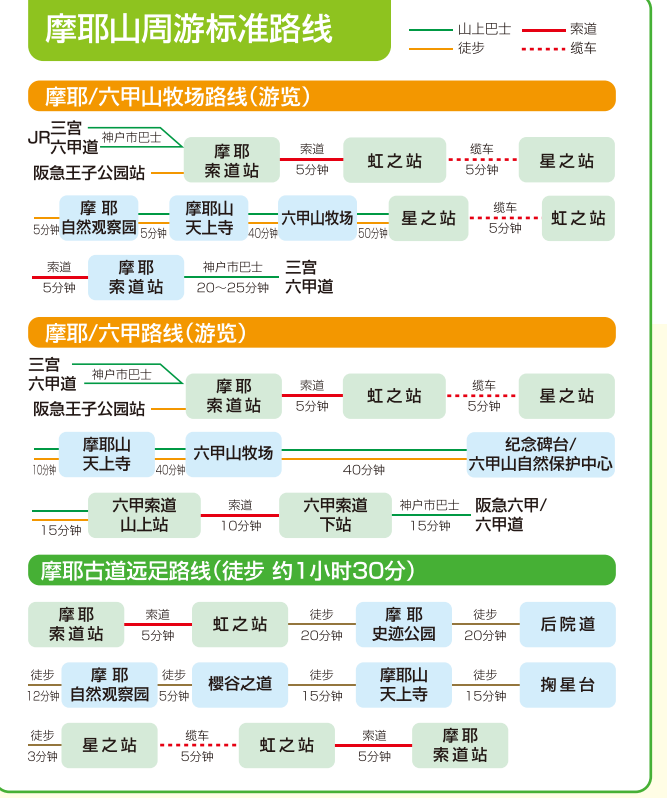 摩耶山周游标准路线
山上巴士 索道
徒步 缆车
摩耶/六甲山牧场路线(游览)
JR三宫
六甲道
神户市巴士
阪急王子公园站
摩耶
索道站
索道
5分钟
虹之站
缆车
5分钟
星之站
5分钟
摩耶
自然观察园
5分钟
摩耶山
天上寺
40分钟
六甲山牧场
50分钟
星之站
缆车
5分钟
虹之站
索道
5分钟
摩耶
索道站
神户市巴士
20～25分钟
三宫
六甲道
摩耶/六甲路线(游览)
三宫
六甲道
神户市巴士
阪急王子公园站
摩耶
索道站
索道
5分钟
虹之站
缆车
5分钟
星之站
10分钟
摩耶山
天上寺
40分钟
六甲山牧场
40分钟
纪念碑台/
六甲山自然保护中心
15分钟
六甲索道
山上站
索道
10分钟
六甲索道
下站
神户市巴士
15分钟
阪急六甲/
六甲道
摩耶古道远足路线(徒步 约1小时30分)
摩耶
索道站
索道
5分钟
虹之站
徒步
20分钟
摩耶
史迹公园
徒步
20分钟
后院道
徒步
12分钟
摩耶
自然观察园
徒步
5分钟
樱谷之道
徒步
15分钟
摩耶山
天上寺
徒步
15分钟
掬星台
徒步
3分钟
星之站
缆车
5分钟
虹之站
索道
5分钟
摩耶
索道站